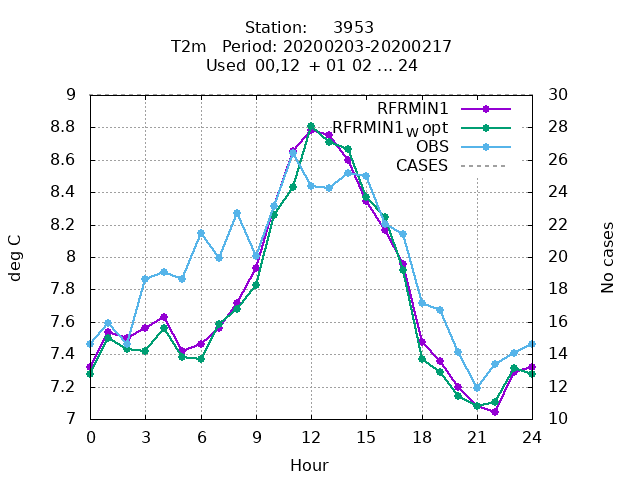 Station:     3953
T2m   Period: 20200203-20200217
Used  00,12  + 01 02 ... 24
9
8.8
8.6
8.4
8.2
8
7.8
7.6
7.4
7.2
7
30
28
26
24
22
20
18
16
14
12
10
RFRMIN1
RFRMIN1_w opt
OBS
CASES
deg C
No cases
0 3 6 9 12 15 18 21 24
Hour